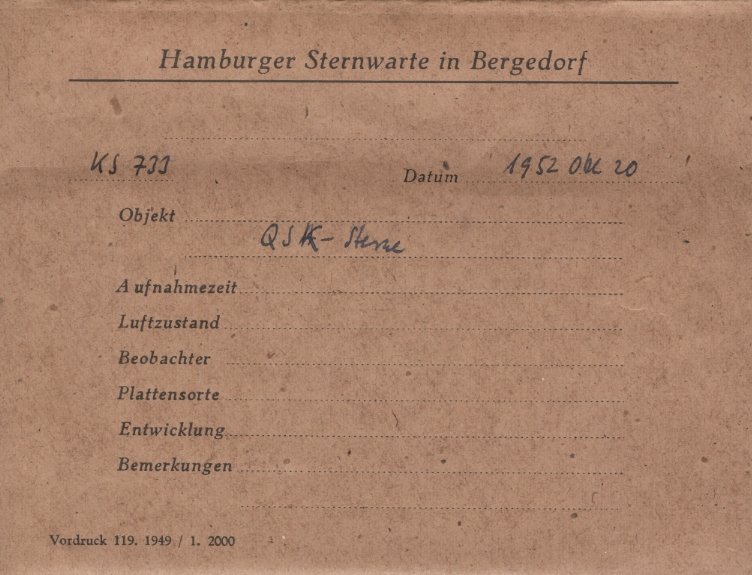 Hamburger Sternwarte in Bergedorf
KS 733 Datum 1952 Okt 20
Objekt
QSK-Sterne
Aufnahmezeit
Luftzustand
Beobachter
Plattensorte
Entwicklung
Bemerkungen
Vordruck 119. 1949 / 1. 2000